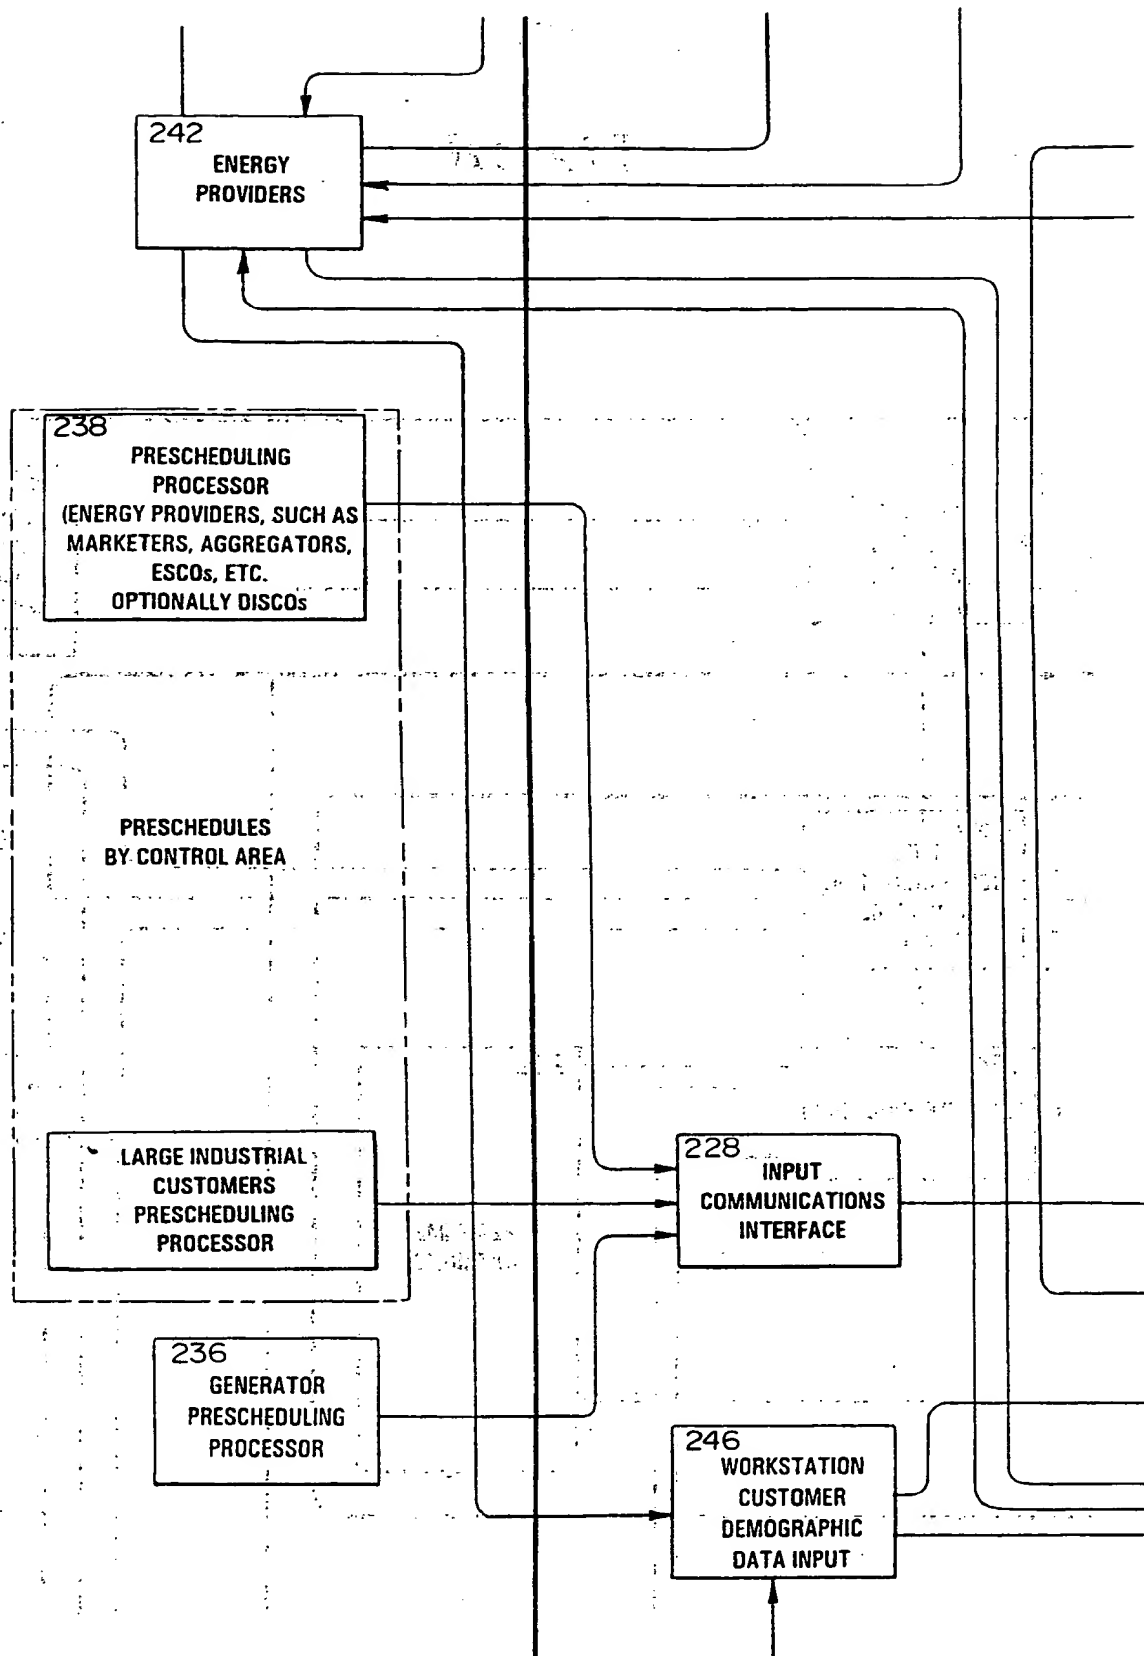 242
ENERGY
PROVIDERS
238
PRESCHEDULING
PROCESSOR
(ENERGY PROVIDERS, SUCH AS
MARKETERS, AGGREGATORS,
ESCOs, ETC.
OPTIONALLY DISCOs
PRESCHEDULES
BY CONTROL AREA
LARGE INDUSTRIAL
CUSTOMERS
PRESCHEDULING
PROCESSOR
228
INPUT
COMMUNICATIONS
INTERFACE
236
GENERATOR
PRESCHEDULING
PROCESSOR
246
WORKSTATION
CUSTOMER
DEMOGRAPHIC
DATA INPUT